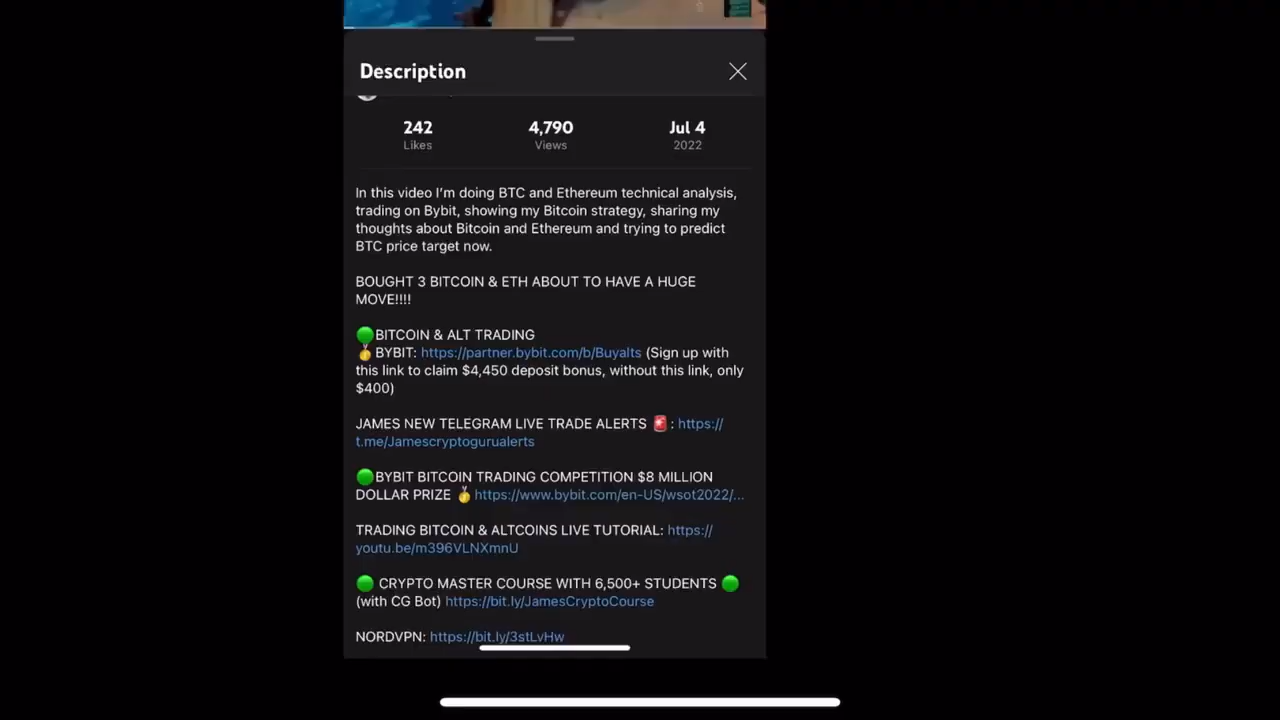 Description
242
Likes
4,790
Views
Jul 4
2022
In this video I'm doing BTC and Ethereum technical analysis,
trading on Bybit, showing my Bitcoin strategy, sharing my
thoughts about Bitcoin and Ethereum and trying to predict
BTC price target now.
BOUGHT 3 BITCOIN & ETH ABOUT TO HAVE A HUGE
MOVE!!!!
🟢BITCOIN & ALT TRADING
🥇BYBIT: https://partner.bybit.com/b/Buyalts (Sign up with
this link to claim $4,450 deposit bonus, without this link, only
$400)
JAMES NEW TELEGRAM LIVE TRADE ALERTS 🚨: https://
t.me/Jamescryptogurualerts
🟢BYBIT BITCOIN TRADING COMPETITION $8 MILLION
DOLLAR PRIZE 🥇https://www.bybit.com/en-US/wsot2022/...
TRADING BITCOIN & ALTCOINS LIVE TUTORIAL: https://
youtu.be/m396VLNXmnU
🟢 CRYPTO MASTER COURSE WITH 6,500+ STUDENTS 🟢
(with CG Bot) https://bit.ly/JamesCryptoCourse
NORDVPN: https://bit.ly/3stLvHw